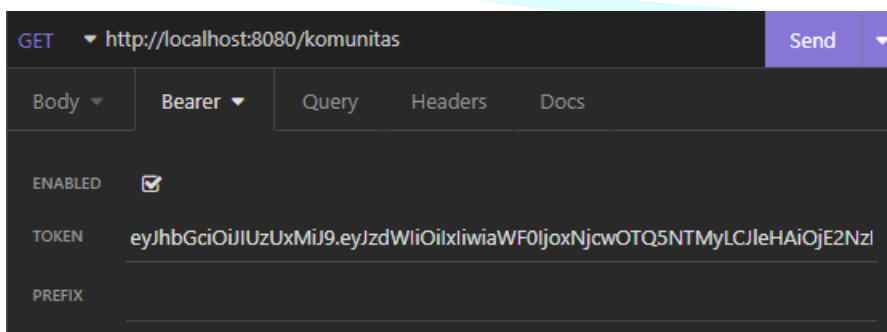 GET http://localhost:8080/komunitas Send
Body Bearer Query Headers Docs
ENABLED
TOKEN eyJhbGciOiJIUzUxMiJ9.eyJzdWIiOiIxIiwiaWF0IjoxNjcwOTQ5NTMyLCJleHAiOjE2NzI
PREFIX